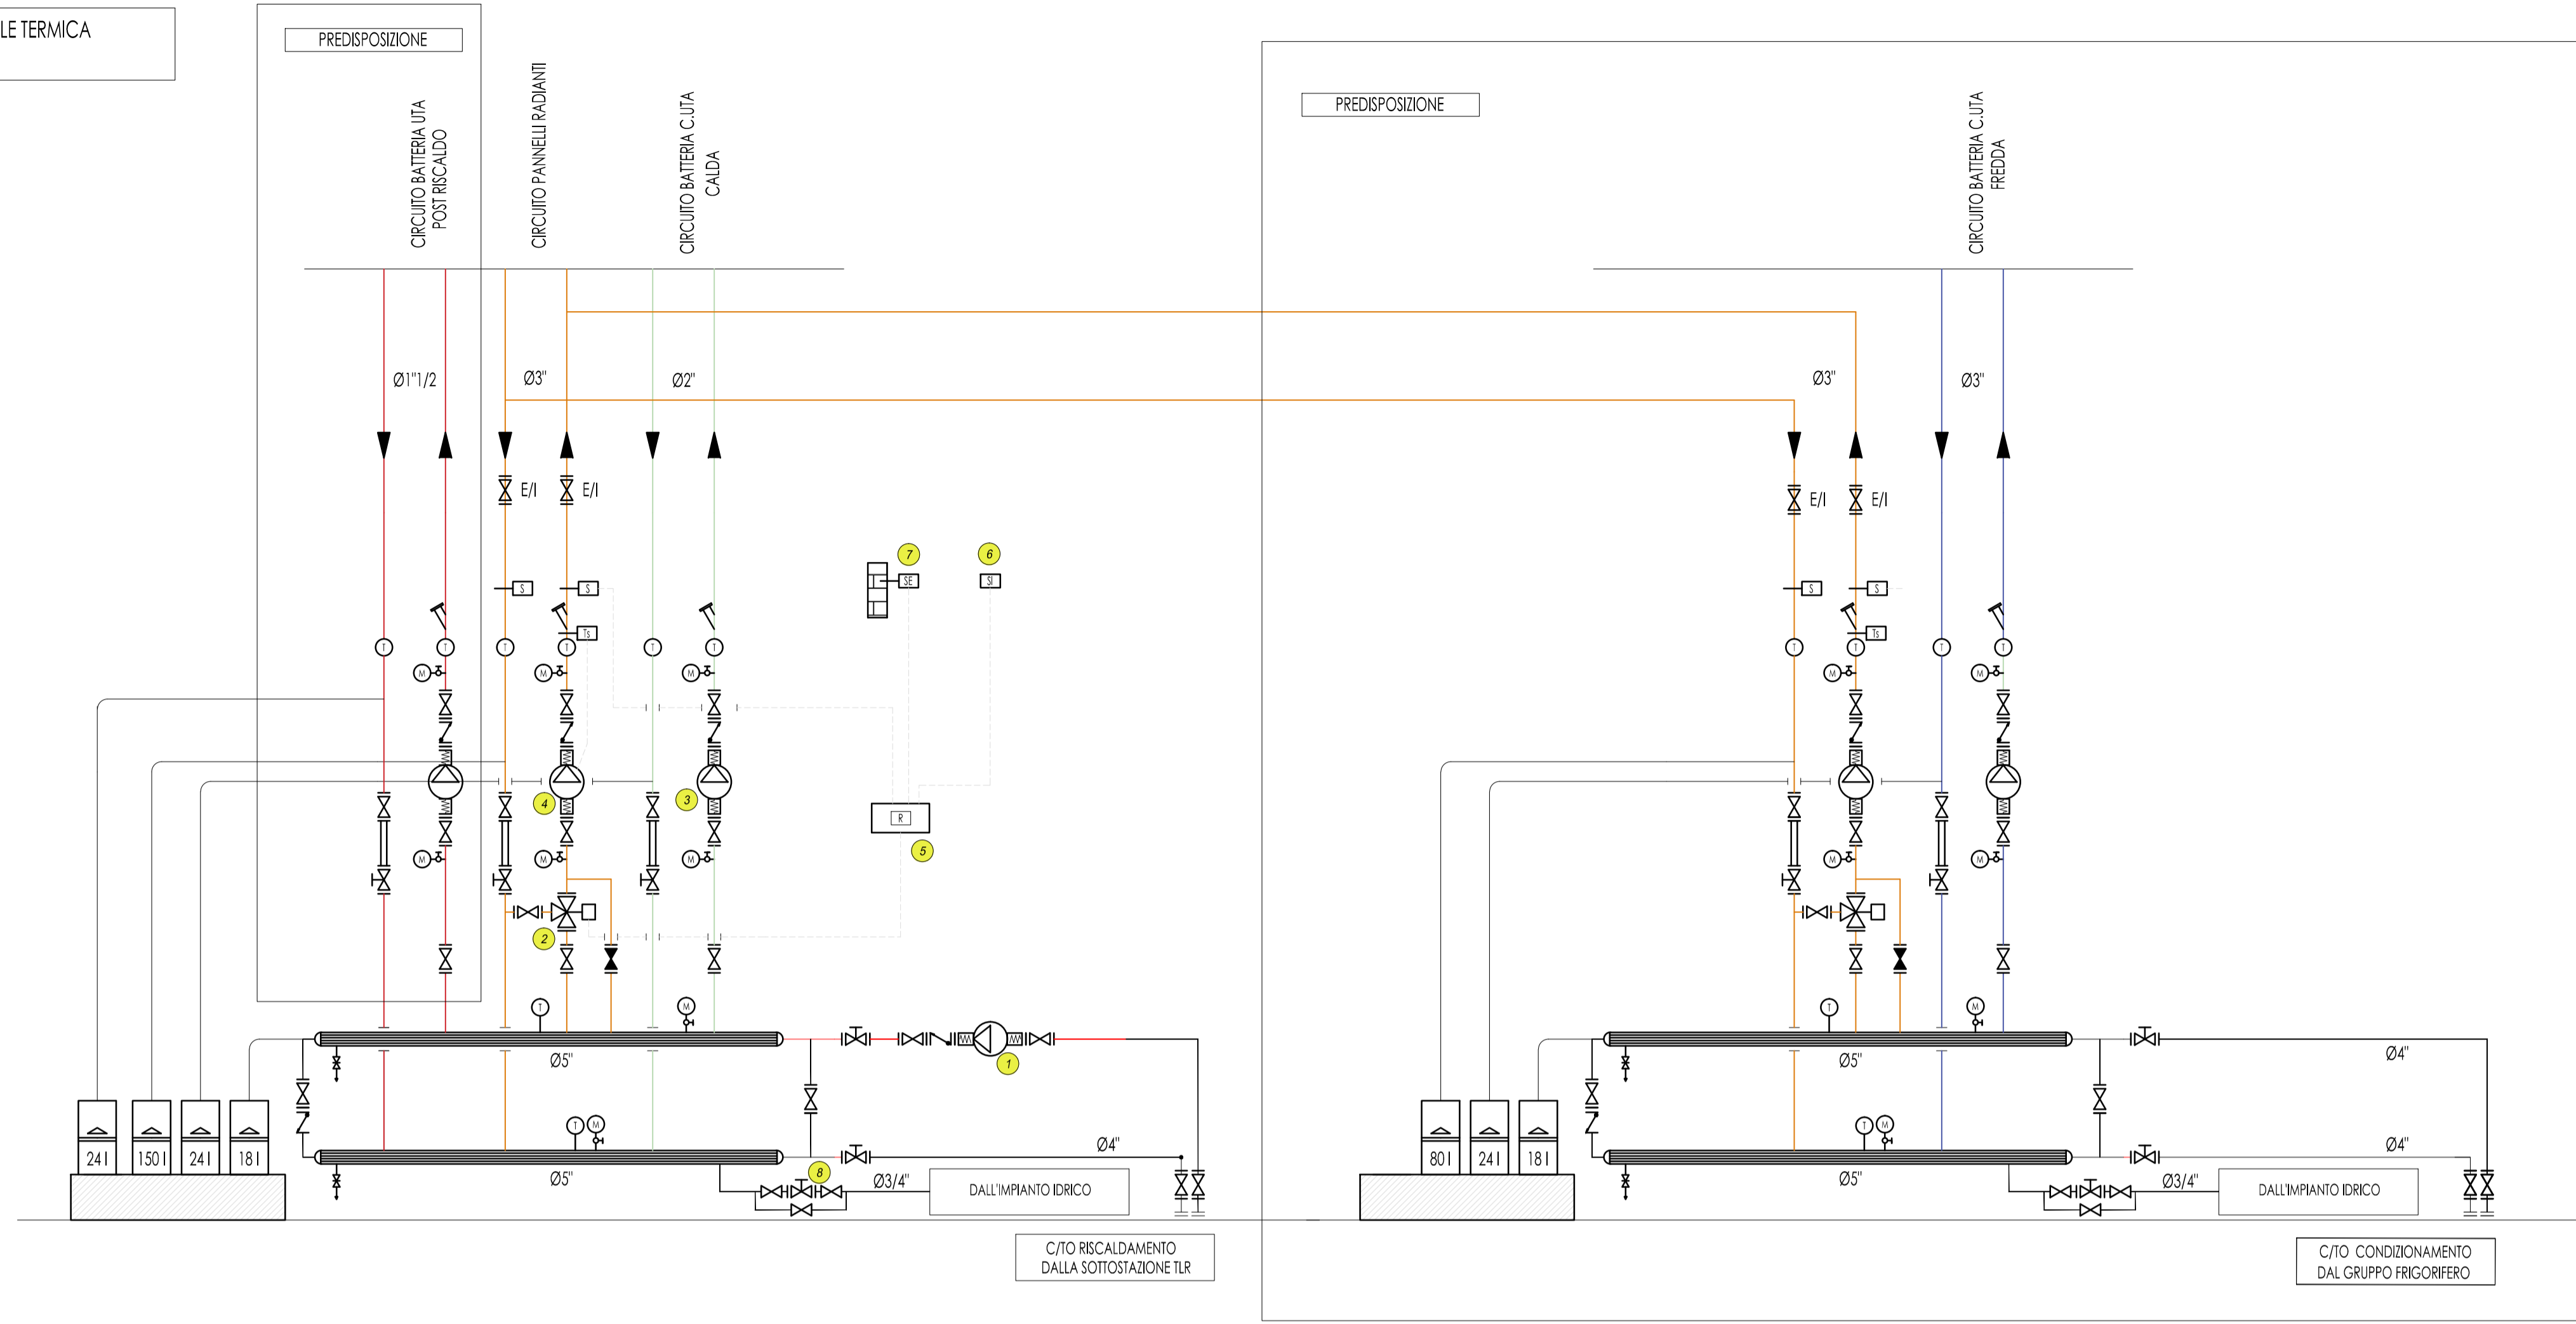 LE TERMICA
PREDISPOSIZIONE
PREDISPOSIZIONE
CIRCUITO BATTERIA UTA
POST RISCALDO
CIRCUITO PANNELLI RADIANTI
CIRCUITO BATTERIA C.UTA
CALDA
CIRCUITO BATTERIA C.UTA
FREDDA
Ø1"1/2
Ø3"
Ø2"
Ø3"
Ø3"
E/I
E/I
E/I
E/I
7
6
SE
SI
S
S
S
S
Ts
Ts
T
T
T
T
T
T
T
T
T
T
M
M
M
M
M
4
3
R
5
M
M
M
M
M
2
T
M
T
M
1
Ø5"
Ø5"
Ø4"
T
M
T
M
24 l
150 l
24 l
18 l
80 l
24 l
18 l
Ø4"
Ø4"
8
Ø5"
Ø3/4"
DALL'IMPIANTO IDRICO
Ø5"
Ø3/4"
DALL'IMPIANTO IDRICO
C/TO RISCALDAMENTO
DALLA SOTTOSTAZIONE TLR
C/TO CONDIZIONAMENTO
DAL GRUPPO FRIGORIFERO